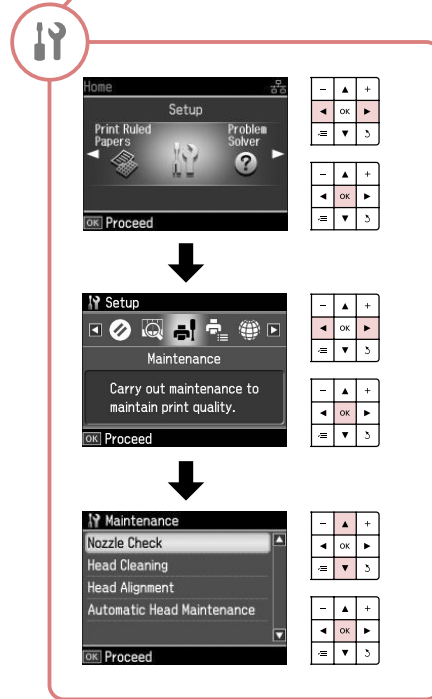 Home
Setup
Print Ruled Problem
Papers Solver
?
OK Proceed
- +
OK
- +
OK
Setup
Maintenance
Carry out maintenance to
maintain print quality.
OK Proceed
- +
OK
- +
OK
Maintenance
Nozzle Check
Head Cleaning
Head Alignment
Automatic Head Maintenance
OK Proceed
- +
OK
- +
OK